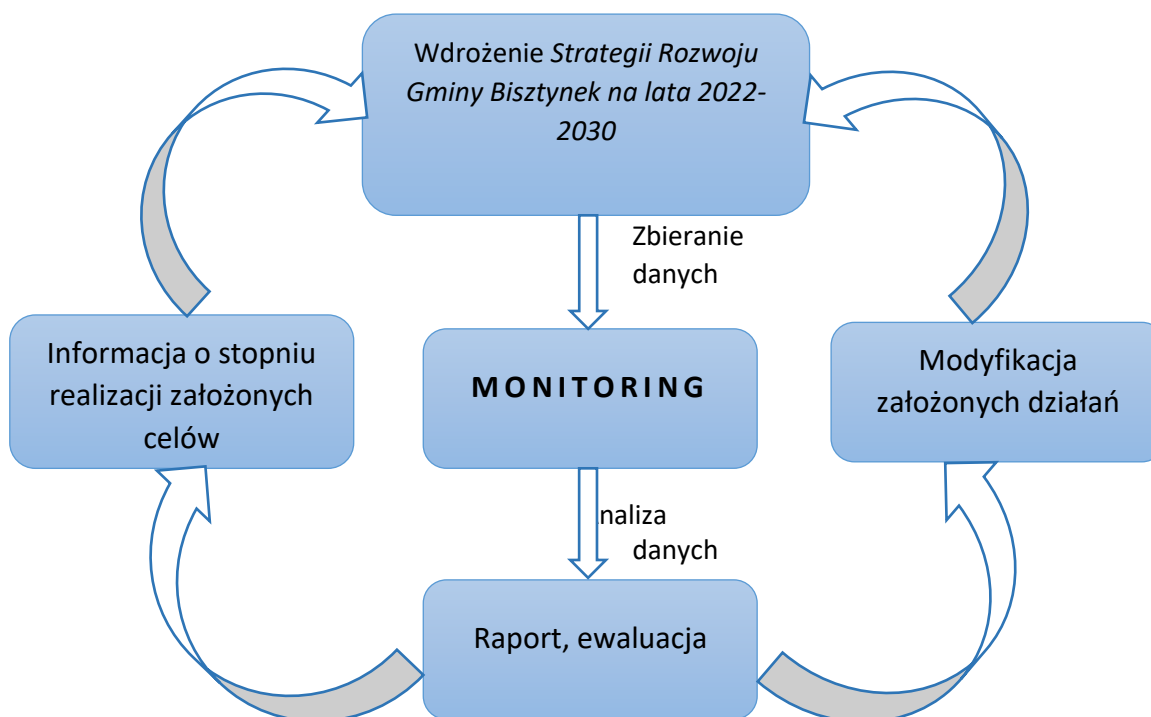 Wdrożenie Strategii Rozwoju
Gminy Bisztynek na lata 2022-
2030
Zbieranie
danych
Informacja o stopniu
realizacji założonych
celów
MONITORING
Modyfikacja
założonych działań
naliza
danych
Raport, ewaluacja